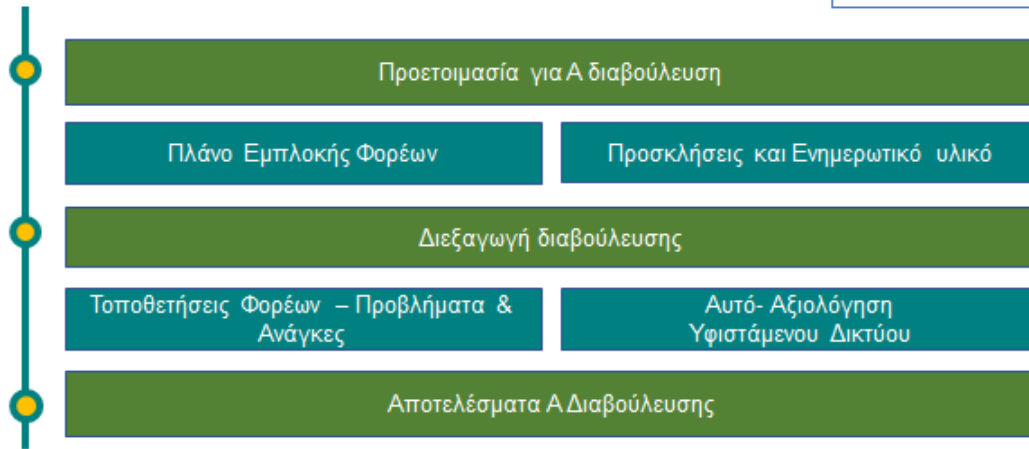 Προετοιμασία για Α διαβούλευση
Πλάνο Εμπλοκής Φορέων
Προσκλήσεις και Ενημερωτικό υλικό
Διεξαγωγή διαβούλευσης
Τοποθετήσεις Φορέων – Προβλήματα &
Ανάγκες
Αυτό- Αξιολόγηση
Υφιστάμενου Δικτύου
Αποτελέσματα Α Διαβούλευσης